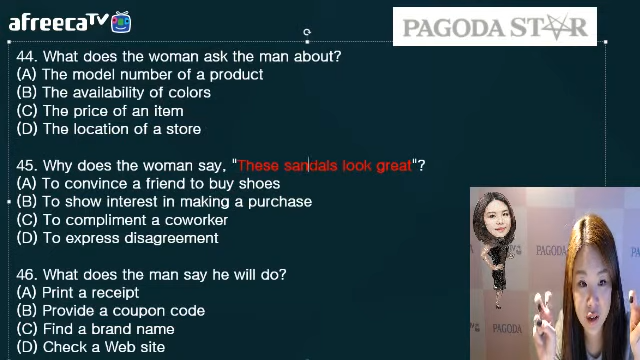 afreecaTV
PAGODA STAR
44. What does the woman ask the man about?
(A) The model number of a product
(B) The availability of colors
(C) The price of an item
(D) The location of a store
45. Why does the woman say, "These sandals look great"?
(A) To convince a friend to buy shoes
(B) To show interest in making a purchase
(C) To compliment a coworker
(D) To express disagreement
46. What does the man say he will do?
(A) Print a receipt
(B) Provide a coupon code
(C) Find a brand name
(D) Check a Web site
PAGODA
PAGODA